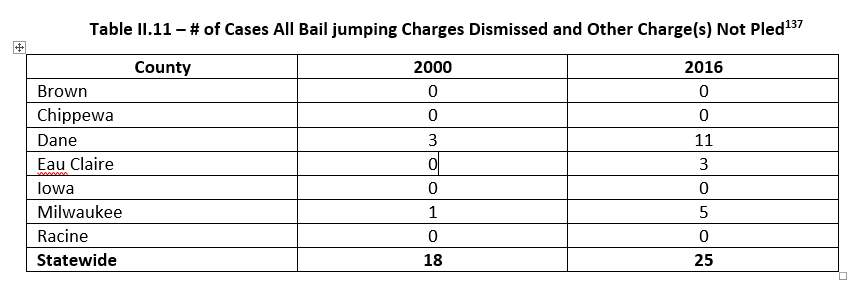 Table II.11 – # of Cases All Bail jumping Charges Dismissed and Other Charge(s) Not Pled137
County 2000 2016
Brown 0 0
Chippewa 0 0
Dane 3 11
Eau Claire 0 3
Iowa 0 0
Milwaukee 1 5
Racine 0 0
Statewide 18 25